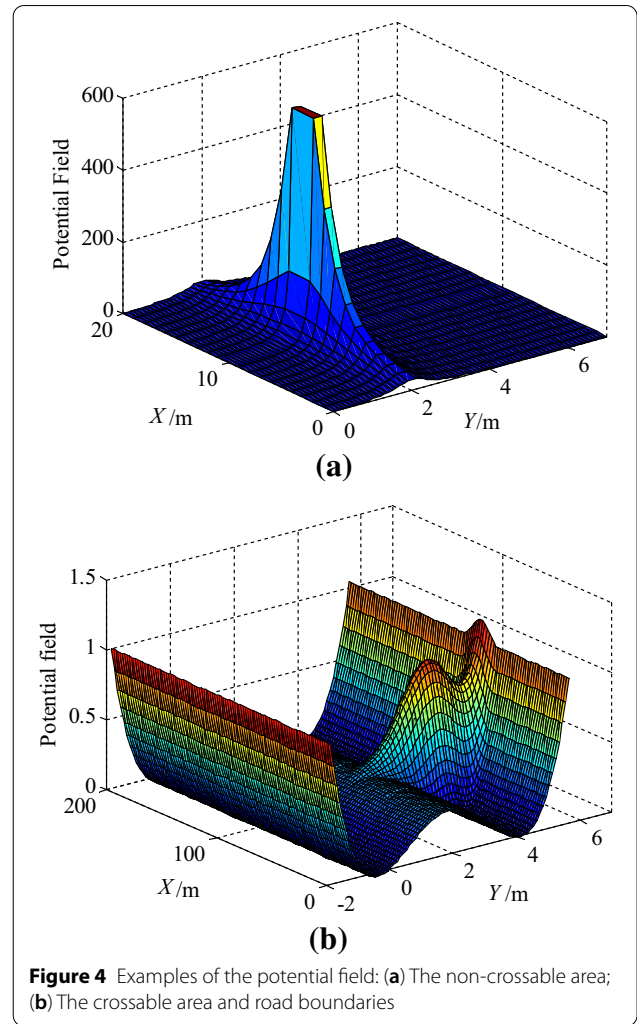 600
400
200
0
Potential Field
20
10
0
X/m
0
2
4
6
Y/m
(a)
1.5
1
0.5
0
Potential field
200
100
0
X/m
-2
0
2
4
6
Y/m
(b)
Figure 4 Examples of the potential field: (a) The non-crossable area;
(b) The crossable area and road boundaries